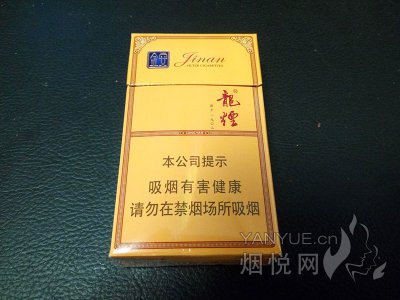 Jinan
FILTER CIGARETTES
龍煙
本公司提示
吸烟有害健康
请勿在禁烟场所吸烟
YANYUE.cn
烟悦网